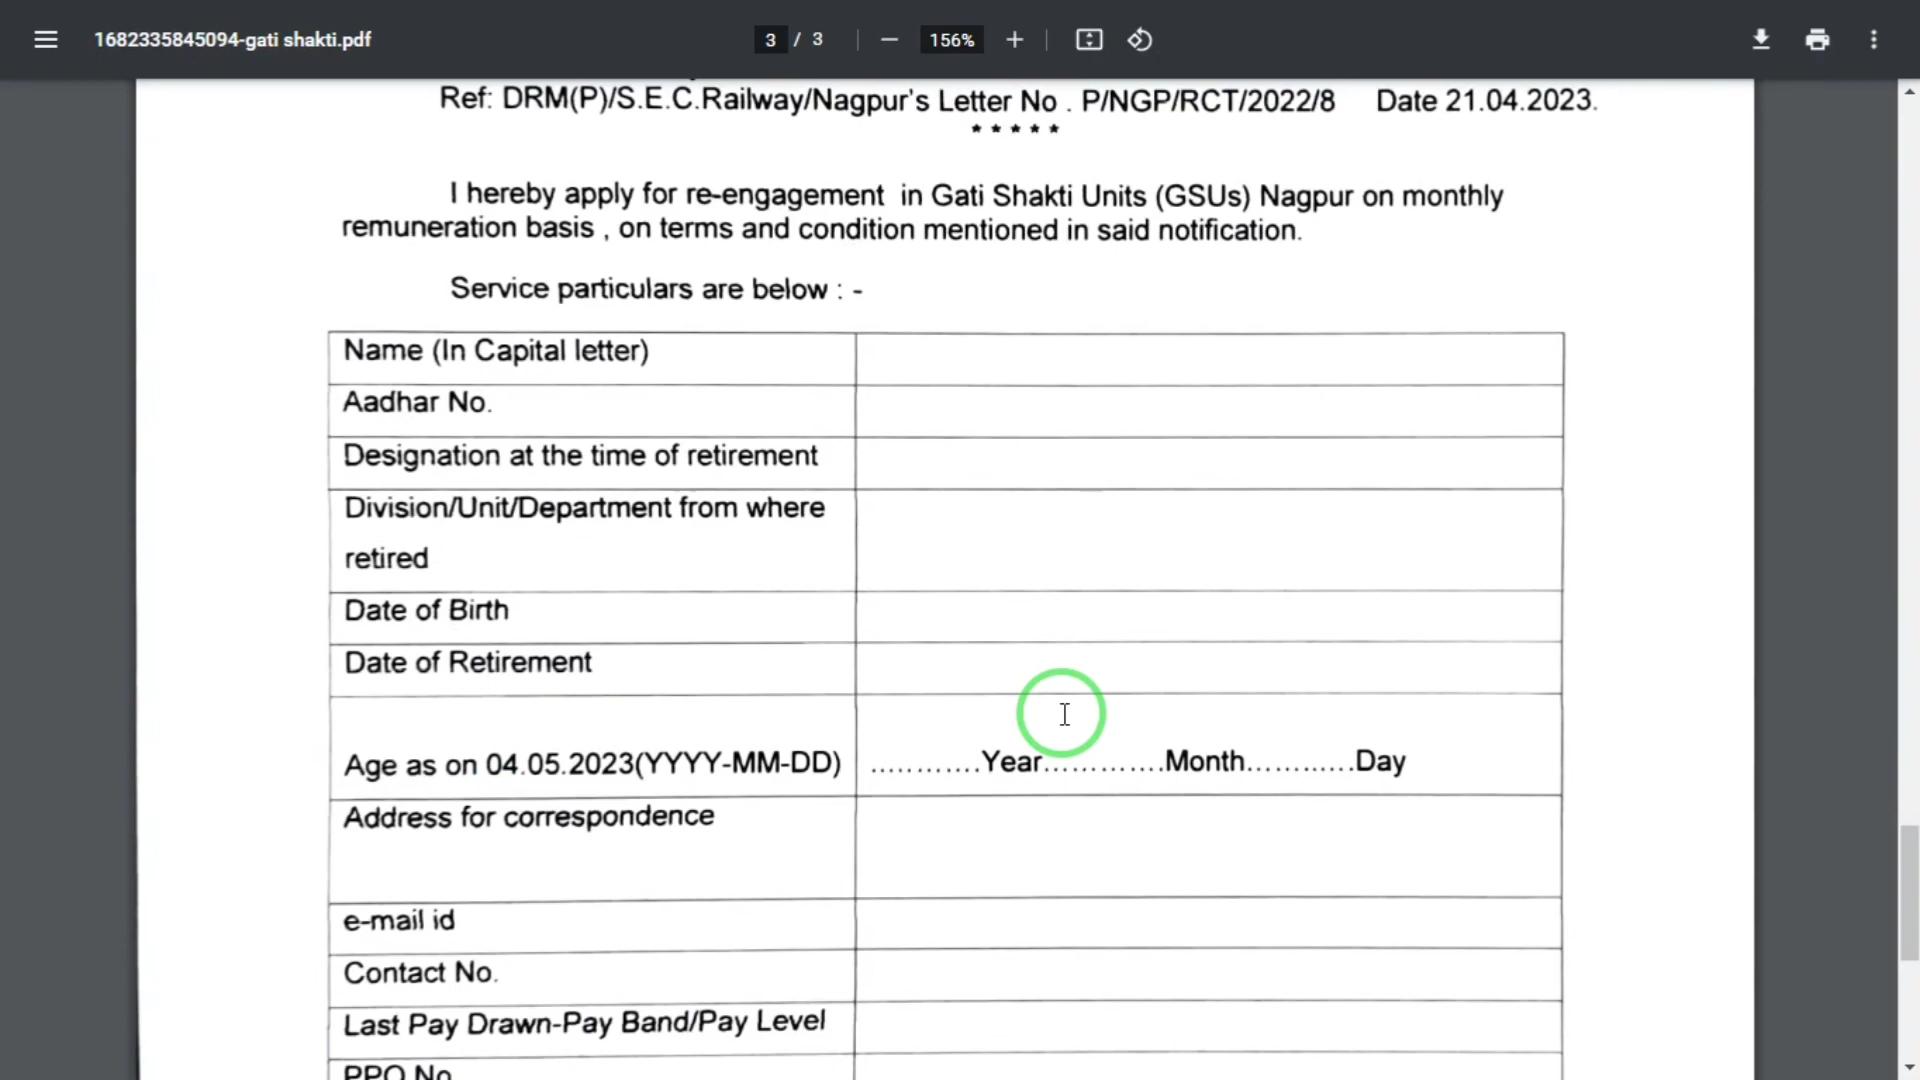 1682335845094-gati shakti.pdf
3 / 3
156%
Ref: DRM(P)/S.E.C.Railway/Nagpur's Letter No . P/NGP/RCT/2022/8 Date 21.04.2023.
* * * * *
I hereby apply for re-engagement in Gati Shakti Units (GSUs) Nagpur on monthly
remuneration basis , on terms and condition mentioned in said notification.
Service particulars are below : -
Name (In Capital letter)
Aadhar No.
Designation at the time of retirement
Division/Unit/Department from where
retired
Date of Birth
Date of Retirement
Age as on 04.05.2023(YYYY-MM-DD) ............Year.............Month............Day
Address for correspondence
e-mail id
Contact No.
Last Pay Drawn-Pay Band/Pay Level
PPO No